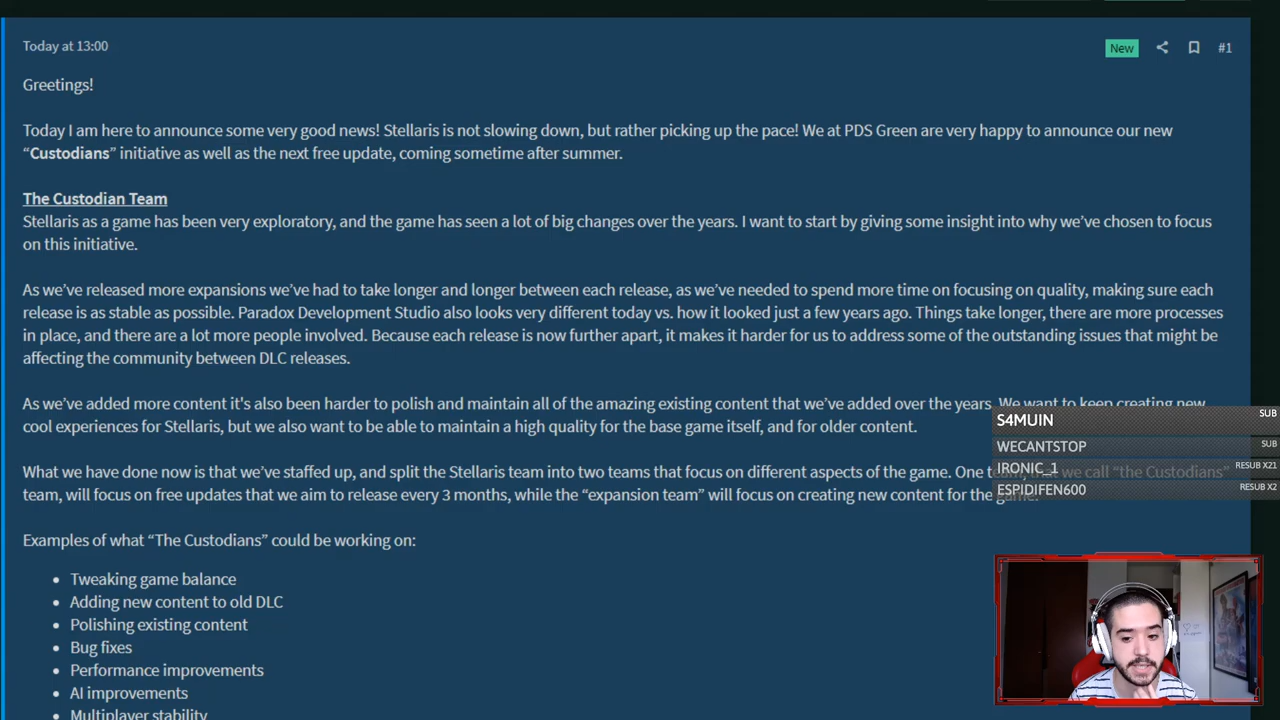 Today at 13:00
New
#1
Greetings!
Today I am here to announce some very good news! Stellaris is not slowing down, but rather picking up the pace! We at PDS Green are very happy to announce our new
“Custodians” initiative as well as the next free update, coming sometime after summer.
The Custodian Team
Stellaris as a game has been very exploratory, and the game has seen a lot of big changes over the years. I want to start by giving some insight into why we’ve chosen to focus
on this initiative.
As we’ve released more expansions we’ve had to take longer and longer between each release, as we’ve needed to spend more time on focusing on quality, making sure each
release is as stable as possible. Paradox Development Studio also looks very different today vs. how it looked just a few years ago. Things take longer, there are more processes
in place, and there are a lot more people involved. Because each release is now further apart, it makes it harder for us to address some of the outstanding issues that might be
affecting the community between DLC releases.
As we’ve added more content it's also been harder to polish and maintain all of the amazing existing content that we’ve added over the years. We want to keep creating new
cool experiences for Stellaris, but we also want to be able to maintain a high quality for the base game itself, and for older content.
What we have done now is that we’ve staffed up, and split the Stellaris team into two teams that focus on different aspects of the game. One team, that we call “the Custodians”
team, will focus on free updates that we aim to release every 3 months, while the “expansion team” will focus on creating new content for the game.
Examples of what “The Custodians” could be working on:
• Tweaking game balance
• Adding new content to old DLC
• Polishing existing content
• Bug fixes
• Performance improvements
• AI improvements
• Multiplayer stability
S4MUIN SUB
WECANTSTOP SUB
IRONIC_1 RESUB X21
ESPIDIFEN600 RESUB X2